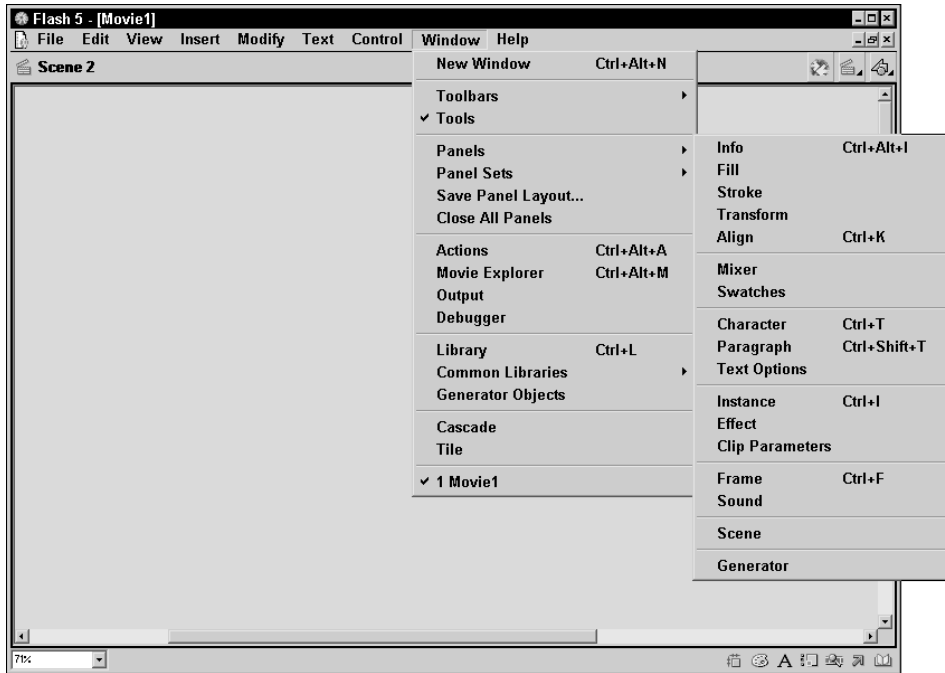 Flash 5 - [Movie1]
File Edit View Insert Modify Text Control Window Help
Scene 2
New Window Ctrl+Alt+N
Toolbars
Tools
Panels
Panel Sets
Save Panel Layout...
Close All Panels
Actions Ctrl+Alt+A
Movie Explorer Ctrl+Alt+M
Output
Debugger
Library Ctrl+L
Common Libraries
Generator Objects
Cascade
Tile
1 Movie1
Info Ctrl+Alt+I
Fill
Stroke
Transform
Align Ctrl+K
Mixer
Swatches
Character Ctrl+T
Paragraph Ctrl+Shift+T
Text Options
Instance Ctrl+I
Effect
Clip Parameters
Frame Ctrl+F
Sound
Scene
Generator
71%
A